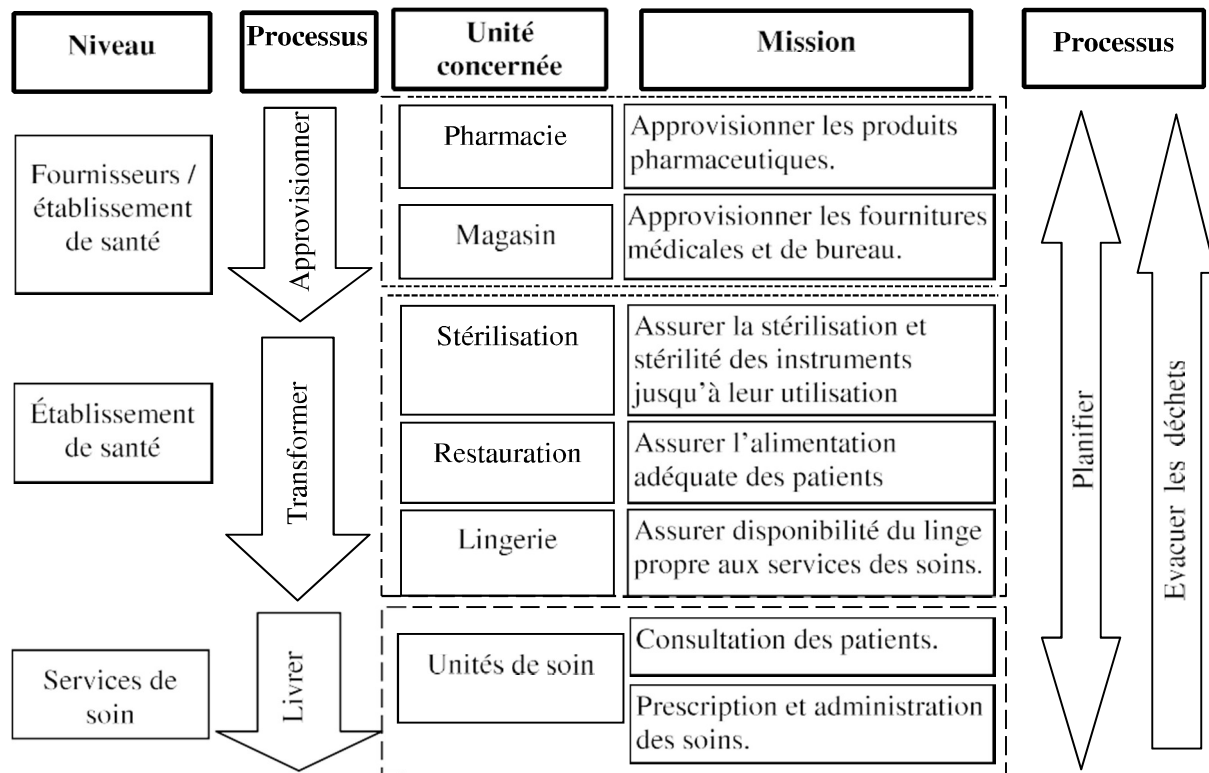 Niveau
Processus
Unité
concernée
Mission
Processus
Fournisseurs /
établissement
de santé
Approvisionner
Pharmacie
Approvisionner les produits
pharmaceutiques.
Magasin
Approvisionner les fournitures
médicales et de bureau.
Établissement
de santé
Transformer
Stérilisation
Assurer la stérilisation et
stérilité des instruments
jusqu'à leur utilisation
Restauration
Assurer l'alimentation
adéquate des patients
Lingerie
Assurer disponibilité du linge
propre aux services des soins.
Services de
soin
Livrer
Unités de soin
Consultation des patients.
Prescription et administration
des soins.
Planifier
Evacuer les déchets